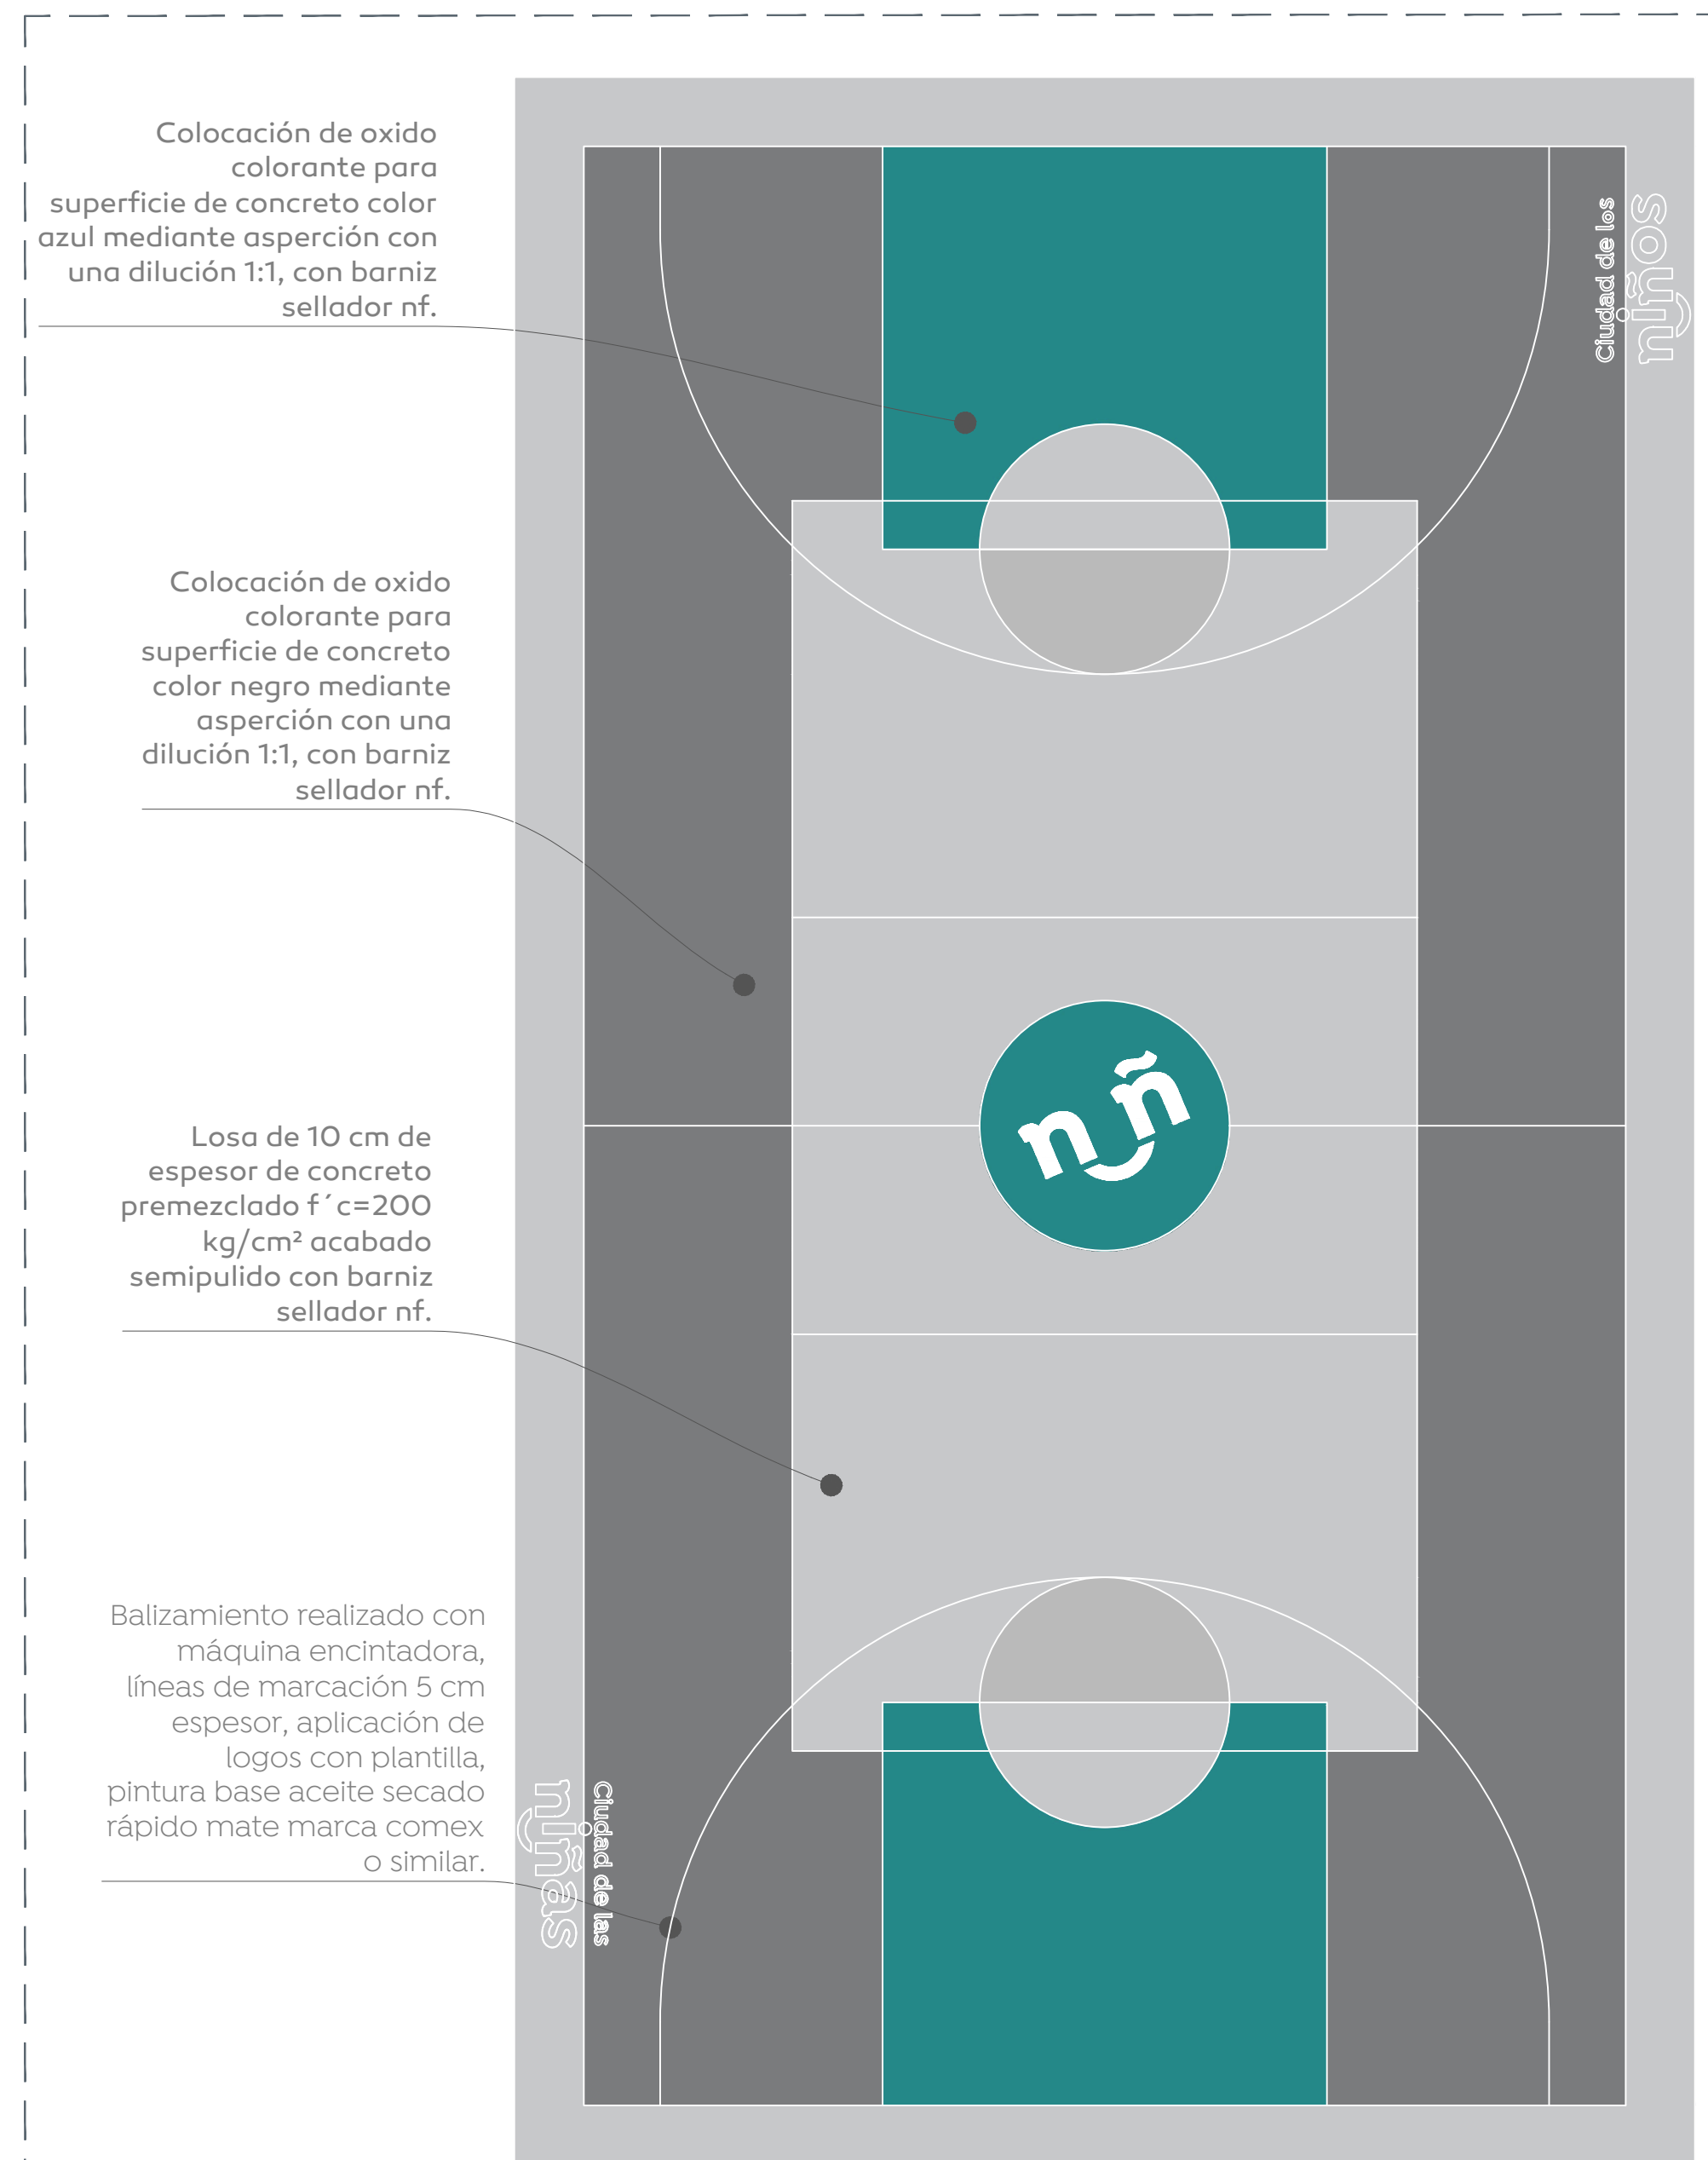 Colocación de oxido
colorante para
superficie de concreto color
azul mediante asperción con
una dilución 1:1, con barniz
sellador nf.
Ciudad de los
niños
Colocación de oxido
colorante para
superficie de concreto
color negro mediante
asperción con una
dilución 1:1, con barniz
sellador nf.
n ñ
Losa de 10 cm de
espesor de concreto
premezclado f´c=200
kg/cm² acabado
semipulido con barniz
sellador nf.
Balizamiento realizado con
máquina encintadora,
líneas de marcación 5 cm
espesor, aplicación de
logos con plantilla,
pintura base aceite secado
rápido mate marca comex
o similar.
Ciudad de las
niñas